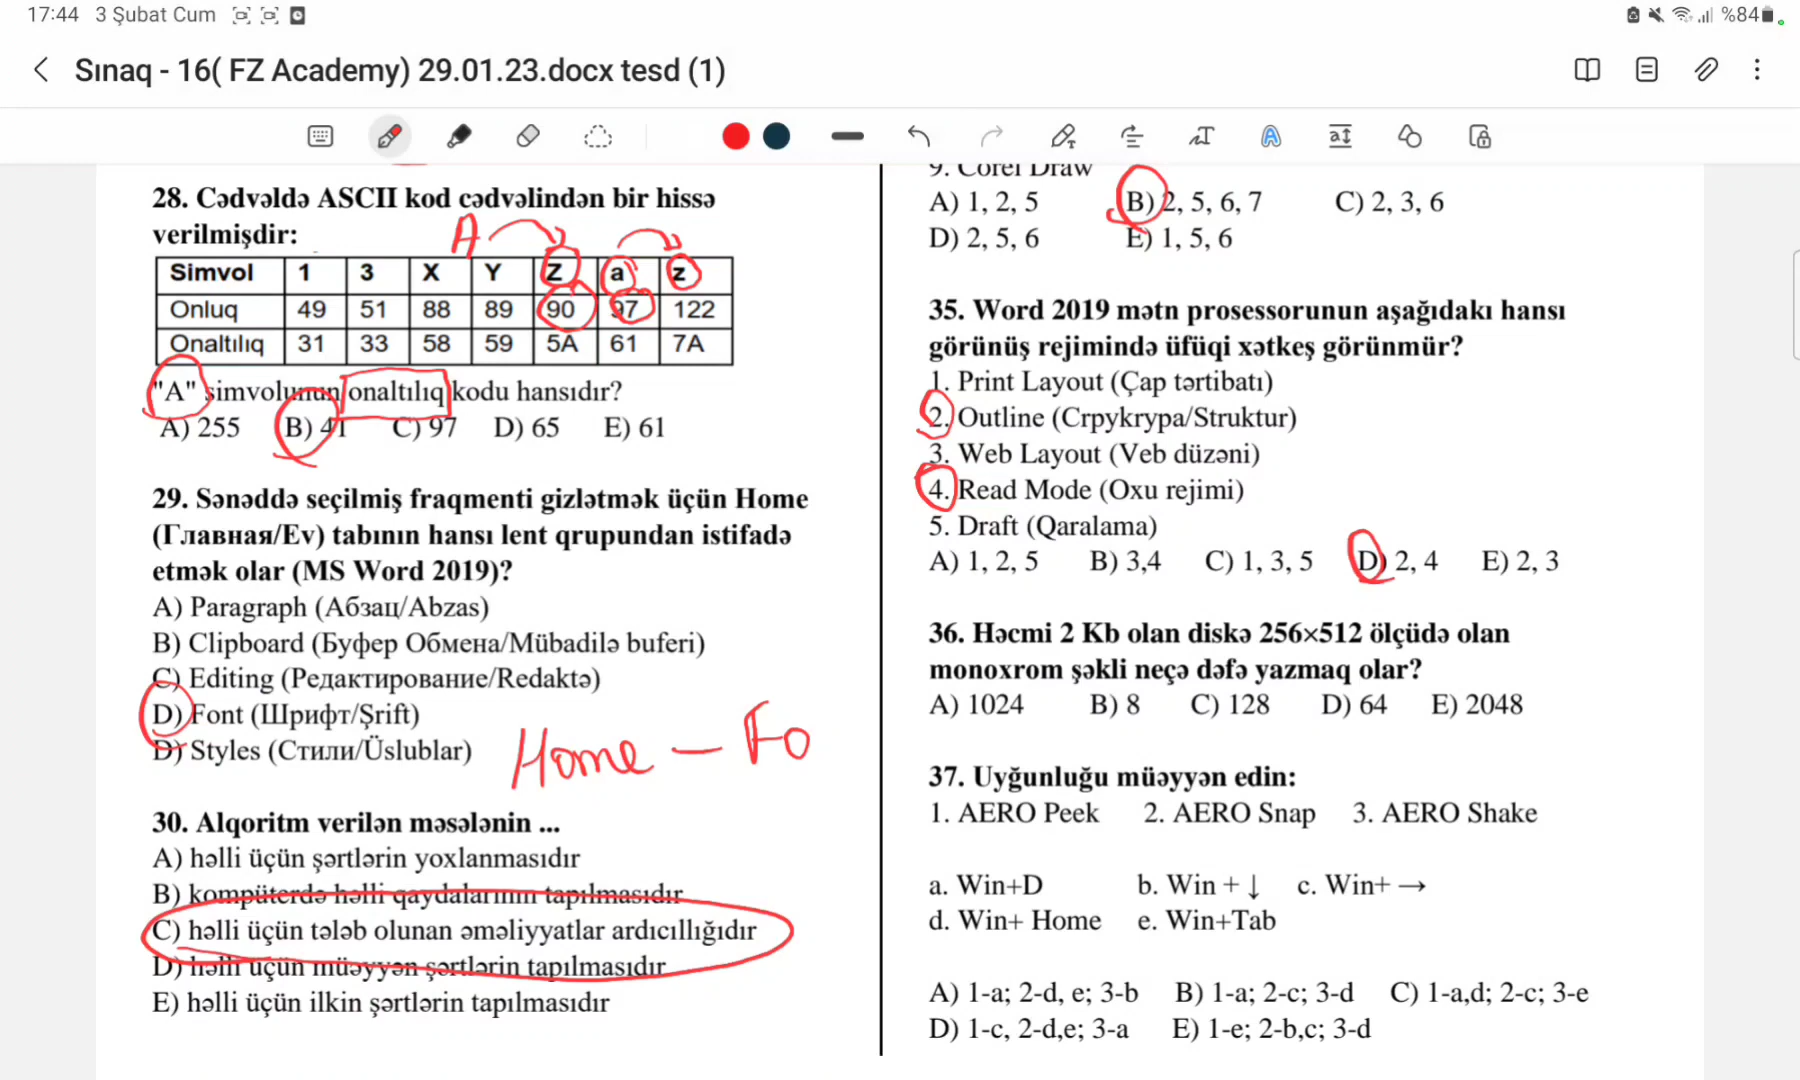 17:44 3 Şubat Cum
%84
Sınaq - 16( FZ Academy) 29.01.23.docx tesd (1)
28. Cədvəldə ASCII kod cədvəlindən bir hissə
verilmişdir:
A
Simvol 1 3 X Y Z a z
Onluq 49 51 88 89 90 97 122
Onaltılıq 31 33 58 59 5A 61 7A
"A" simvolunun onaltılıq kodu hansıdır?
A) 255 B) 41 C) 97 D) 65 E) 61
29. Sənəddə seçilmiş fraqmenti gizlətmək üçün Home
(Главная/Ev) tabının hansı lent qrupundan istifadə
etmək olar (MS Word 2019)?
A) Paragraph (Абзац/Abzas)
B) Clipboard (Буфер Обмена/Mübadilə buferi)
C) Editing (Редактирование/Redaktə)
D) Font (Шрифт/Şrift)
D) Styles (Стили/Üslublar)
Home — Fo
30. Alqoritm verilən məsələnin ...
A) həlli üçün şərtlərin yoxlanmasıdır
B) kompüterdə həlli qaydalarının tapılmasıdır
C) həlli üçün tələb olunan əməliyyatlar ardıcıllığıdır
D) həlli üçün müəyyən şərtlərin tapılmasıdır
E) həlli üçün ilkin şərtlərin tapılmasıdır
9. Corel Draw
A) 1, 2, 5 B) 2, 5, 6, 7 C) 2, 3, 6
D) 2, 5, 6 E) 1, 5, 6
35. Word 2019 mətn prosessorunun aşağıdakı hansı
görünüş rejimində üfüqi xətkeş görünmür?
1. Print Layout (Çap tərtibatı)
2. Outline (Crpykrypa/Struktur)
3. Web Layout (Veb düzəni)
4. Read Mode (Oxu rejimi)
5. Draft (Qaralama)
A) 1, 2, 5 B) 3,4 C) 1, 3, 5 D) 2, 4 E) 2, 3
36. Həcmi 2 Kb olan diskə 256×512 ölçüdə olan
monoxrom şəkli neçə dəfə yazmaq olar?
A) 1024 B) 8 C) 128 D) 64 E) 2048
37. Uyğunluğu müəyyən edin:
1. AERO Peek 2. AERO Snap 3. AERO Shake
a. Win+D b. Win + ↓ c. Win+ →
d. Win+ Home e. Win+Tab
A) 1-a; 2-d, e; 3-b B) 1-a; 2-c; 3-d C) 1-a,d; 2-c; 3-e
D) 1-c, 2-d,e; 3-a E) 1-e; 2-b,c; 3-d